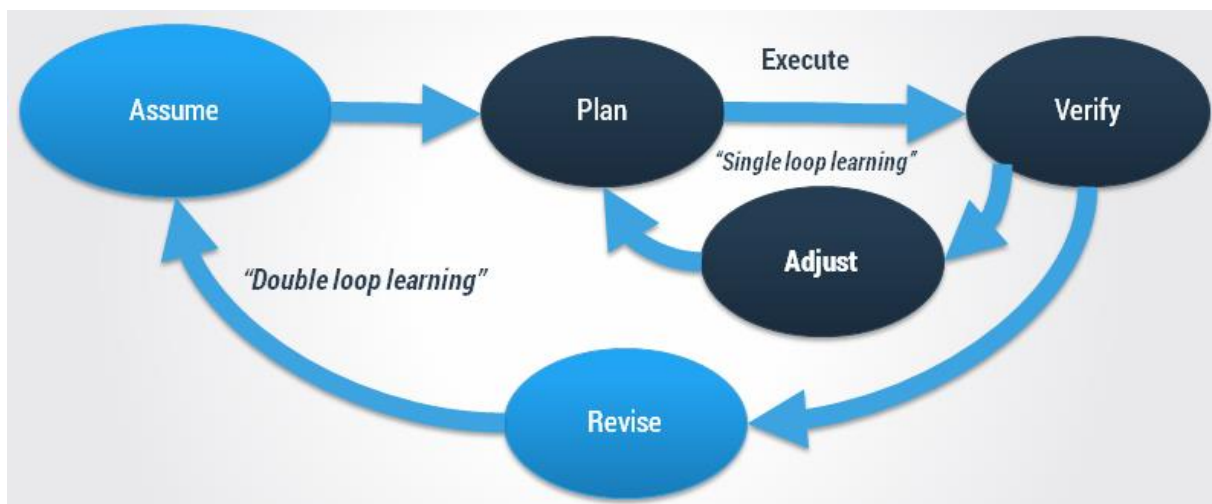 Execute
Assume
Plan
Verify
“Single loop learning”
Adjust
“Double loop learning”
Revise